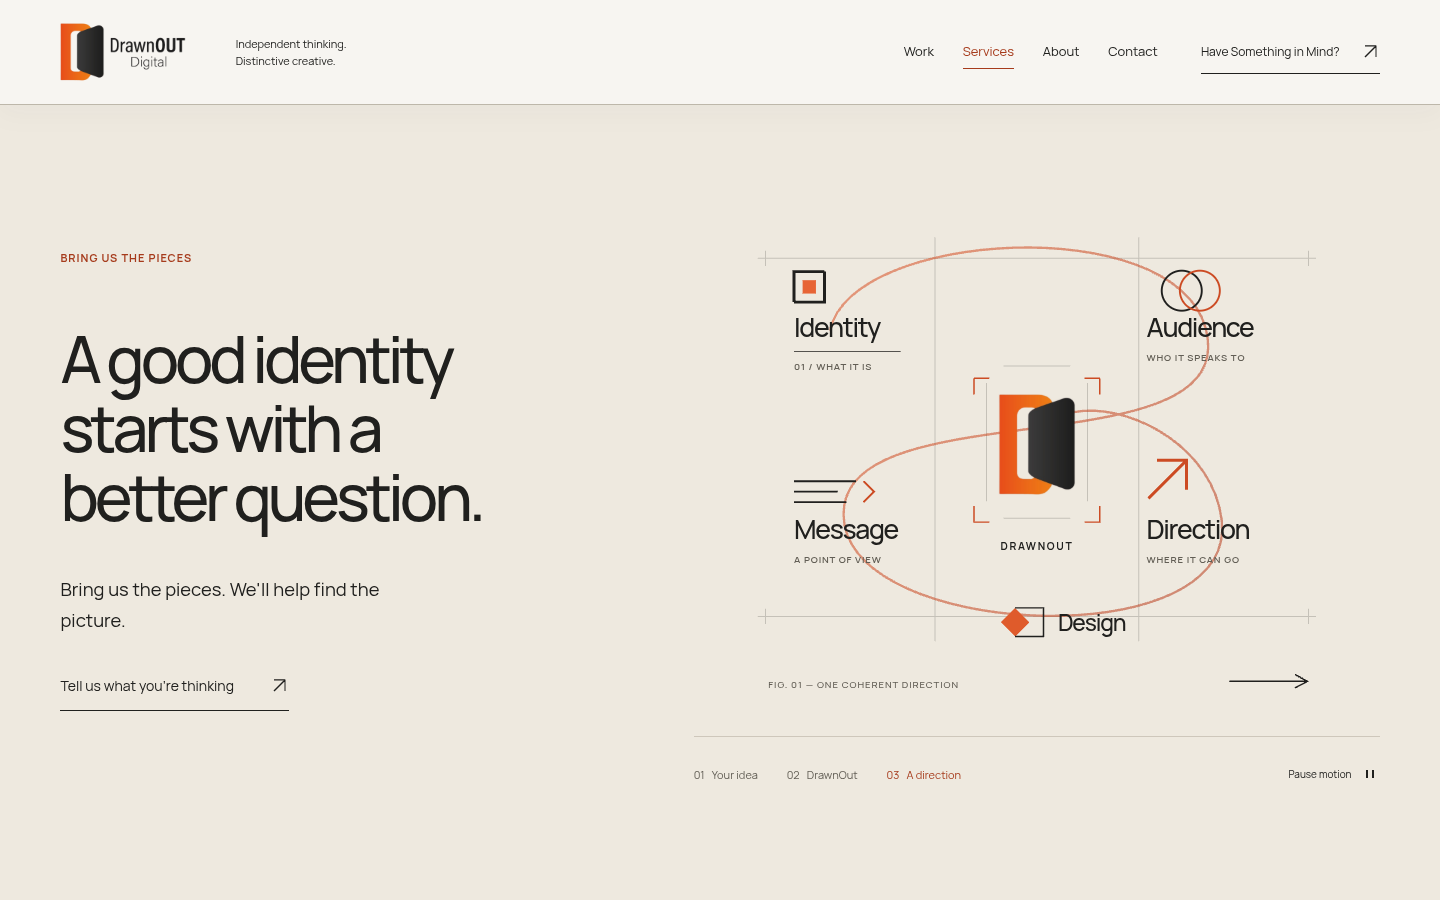 DrawnOUT
Digital
Independent thinking.
Distinctive creative.
Work
Services
About
Contact
Have Something in Mind?
BRING US THE PIECES
A good identity
starts with a
better question.
Bring us the pieces. We'll help find the
picture.
Tell us what you're thinking
Identity
01 / WHAT IT IS
Audience
WHO IT SPEAKS TO
Message
A POINT OF VIEW
DRAWNOUT
Direction
WHERE IT CAN GO
Design
FIG. 01 — ONE COHERENT DIRECTION
01 Your idea
02 DrawnOut
03 A direction
Pause motion